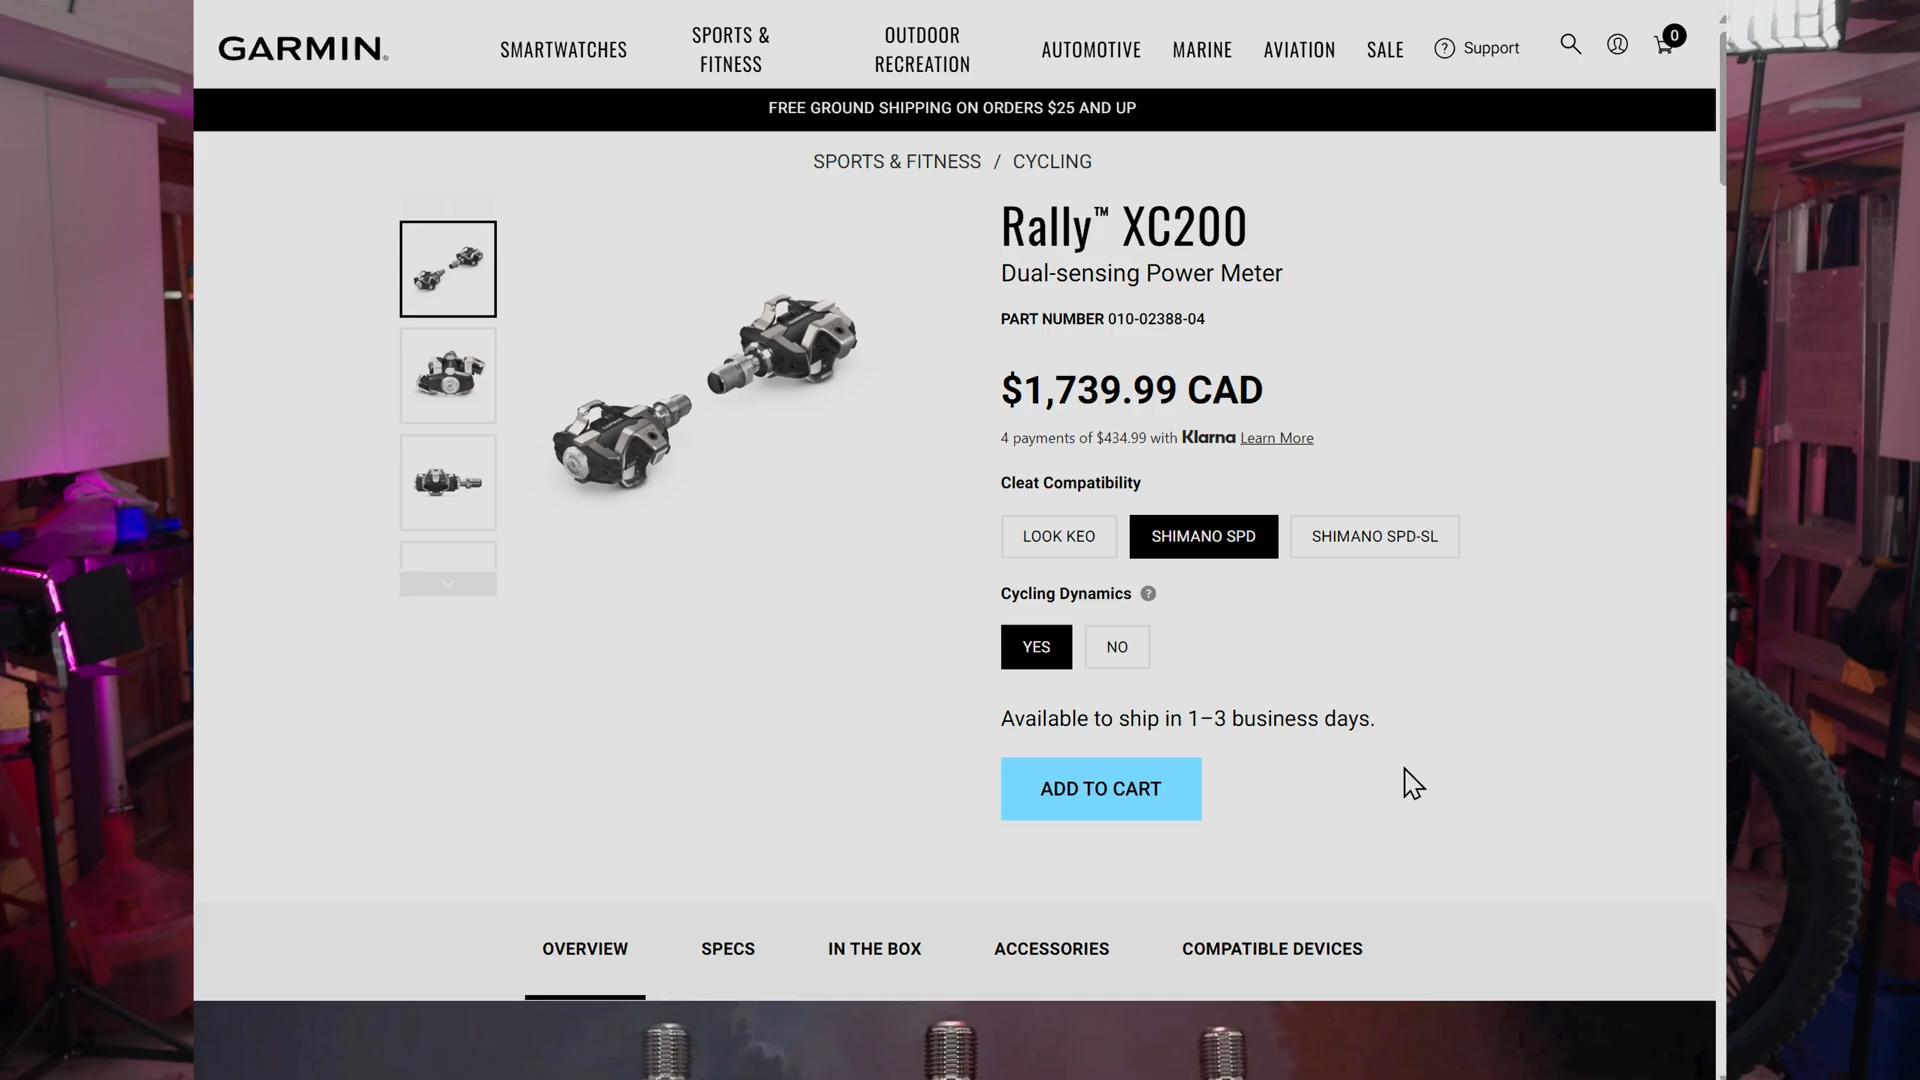 GARMIN
SMARTWATCHES
SPORTS &
FITNESS
OUTDOOR
RECREATION
AUTOMOTIVE
MARINE
AVIATION
SALE
? Support
0
FREE GROUND SHIPPING ON ORDERS $25 AND UP
SPORTS & FITNESS / CYCLING
Rally™ XC200
Dual-sensing Power Meter
PART NUMBER 010-02388-04
$1,739.99 CAD
4 payments of $434.99 with Klarna Learn More
Cleat Compatibility
LOOK KEO
SHIMANO SPD
SHIMANO SPD-SL
Cycling Dynamics ?
YES
NO
Available to ship in 1–3 business days.
ADD TO CART
OVERVIEW
SPECS
IN THE BOX
ACCESSORIES
COMPATIBLE DEVICES